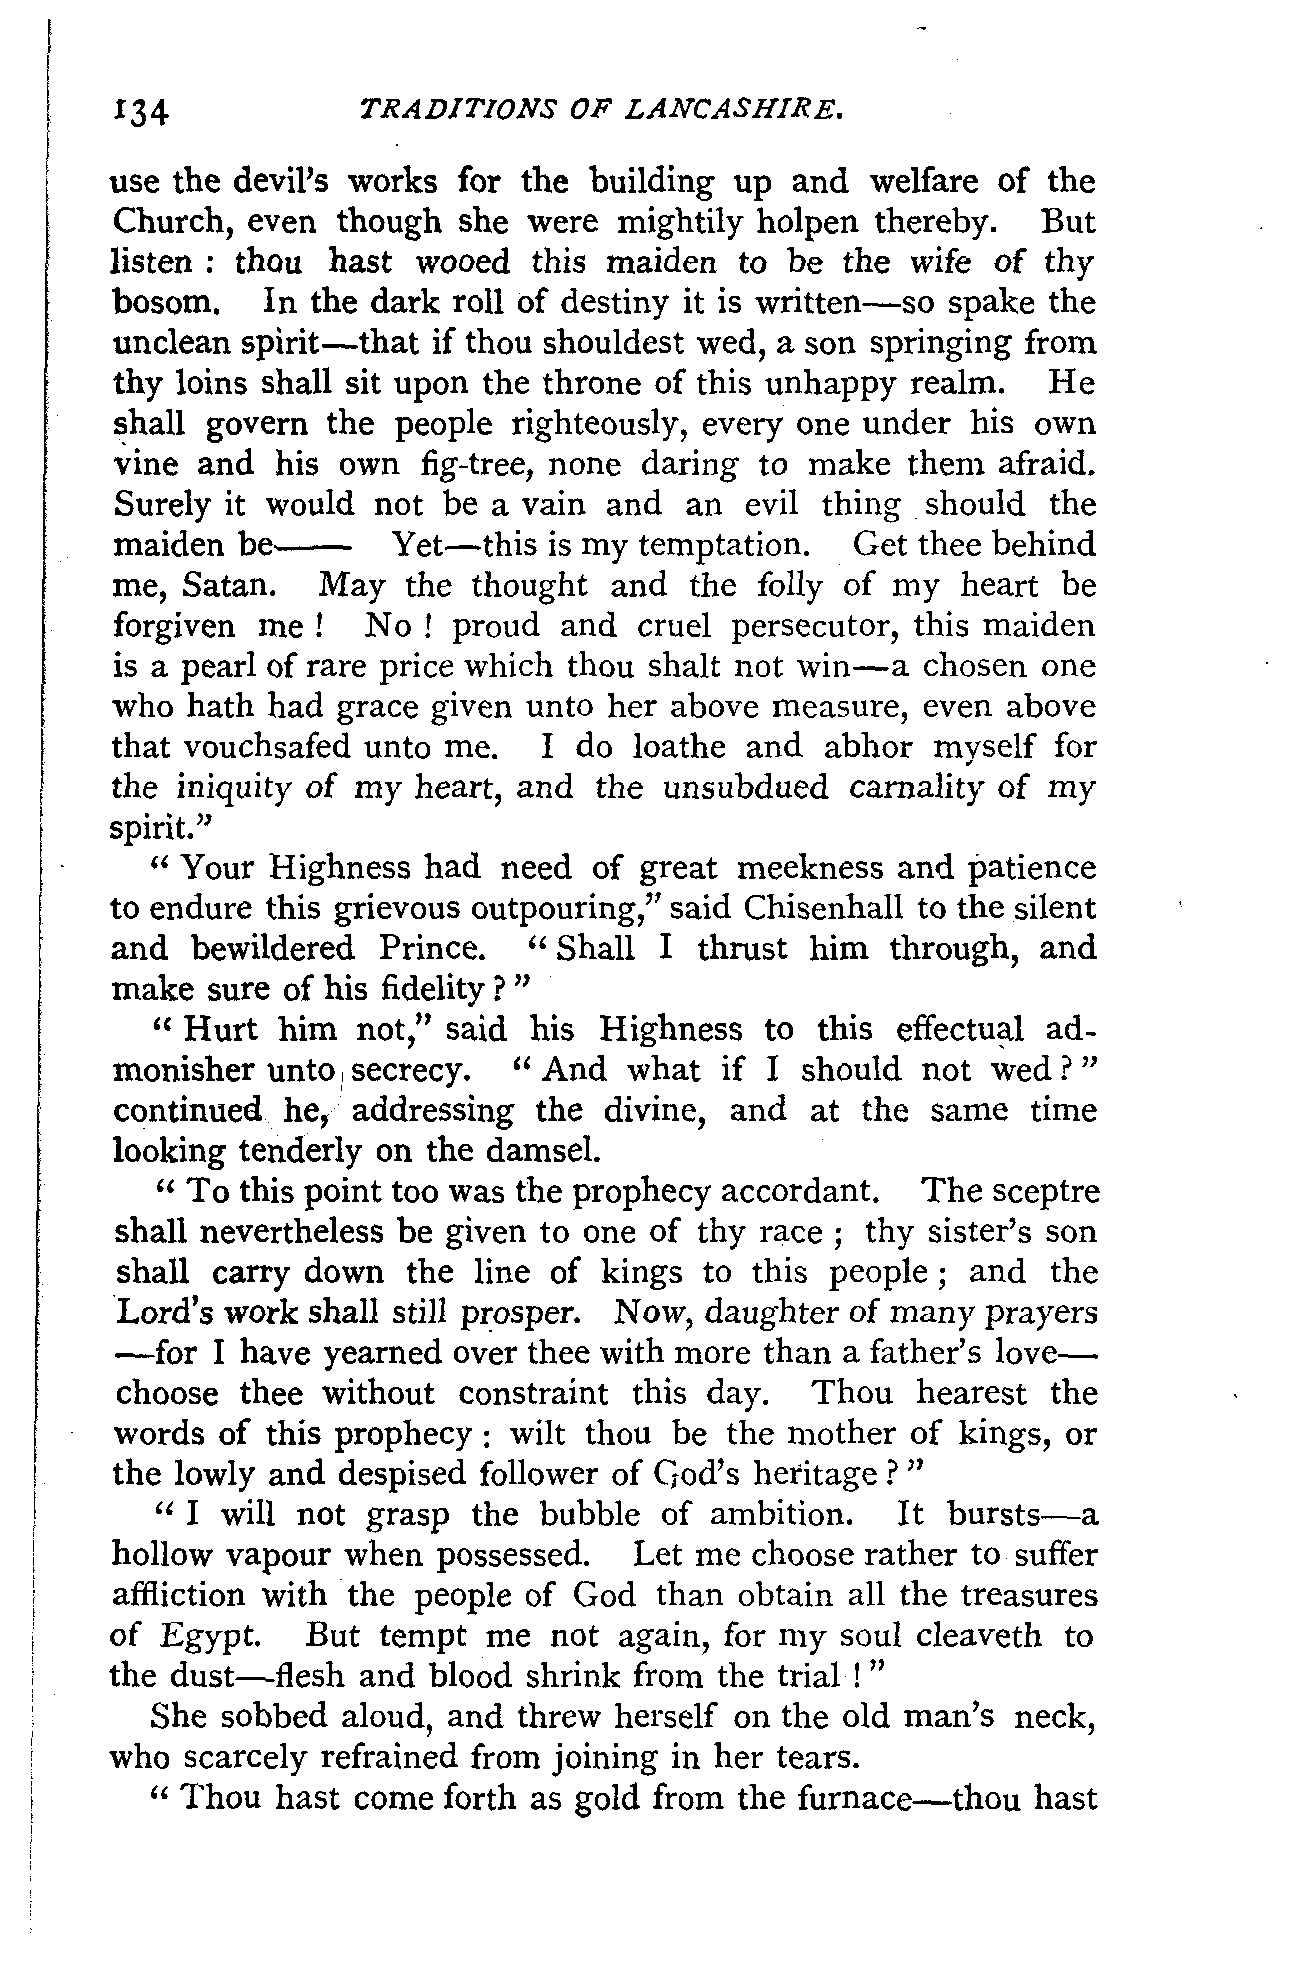 134 TRADITIONS OF LANCASHIRE.
use the devil's works for the building up and welfare of the
Church, even though she were mightily holpen thereby. But
listen : thou hast wooed this maiden to be the wife of thy
bosom. In the dark roll of destiny it is written—so spake the
unclean spirit—that if thou shouldest wed, a son springing from
thy loins shall sit upon the throne of this unhappy realm. He
shall govern the people righteously, every one under his own
vine and his own fig-tree, none daring to make them afraid.
Surely it would not be a vain and an evil thing should the
maiden be—— Yet—this is my temptation. Get thee behind
me, Satan. May the thought and the folly of my heart be
forgiven me ! No ! proud and cruel persecutor, this maiden
is a pearl of rare price which thou shalt not win—a chosen one
who hath had grace given unto her above measure, even above
that vouchsafed unto me. I do loathe and abhor myself for
the iniquity of my heart, and the unsubdued carnality of my
spirit."
" Your Highness had need of great meekness and patience
to endure this grievous outpouring," said Chisenhall to the silent
and bewildered Prince. " Shall I thrust him through, and
make sure of his fidelity ? "
" Hurt him not," said his Highness to this effectual ad-
monisher unto secrecy. " And what if I should not wed ? "
continued he, addressing the divine, and at the same time
looking tenderly on the damsel.
" To this point too was the prophecy accordant. The sceptre
shall nevertheless be given to one of thy race ; thy sister's son
shall carry down the line of kings to this people ; and the
Lord's work shall still prosper. Now, daughter of many prayers
—for I have yearned over thee with more than a father's love—
choose thee without constraint this day. Thou hearest the
words of this prophecy : wilt thou be the mother of kings, or
the lowly and despised follower of God's heritage ? "
" I will not grasp the bubble of ambition. It bursts—a
hollow vapour when possessed. Let me choose rather to suffer
affliction with the people of God than obtain all the treasures
of Egypt. But tempt me not again, for my soul cleaveth to
the dust—flesh and blood shrink from the trial ! "
She sobbed aloud, and threw herself on the old man's neck,
who scarcely refrained from joining in her tears.
" Thou hast come forth as gold from the furnace—thou hast